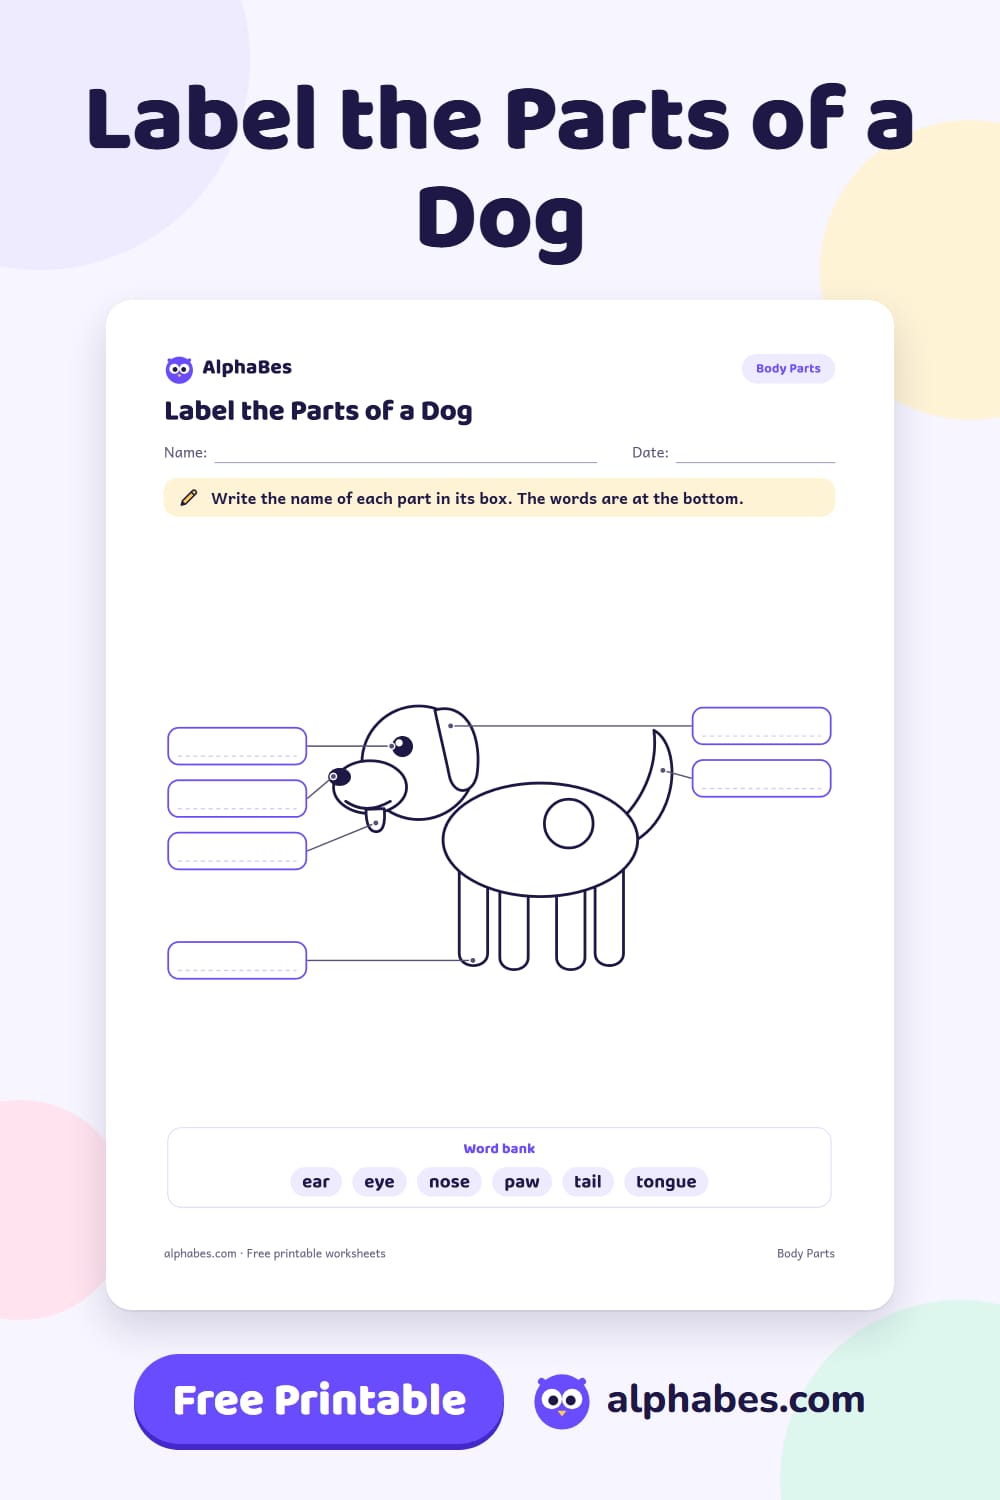 Label the Parts of a
Dog
AlphaBes
Body Parts
Label the Parts of a Dog
Name:
Date:
Write the name of each part in its box. The words are at the bottom.
Word bank
ear eye nose paw tail tongue
alphabes.com · Free printable worksheets
Body Parts
Free Printable
alphabes.com